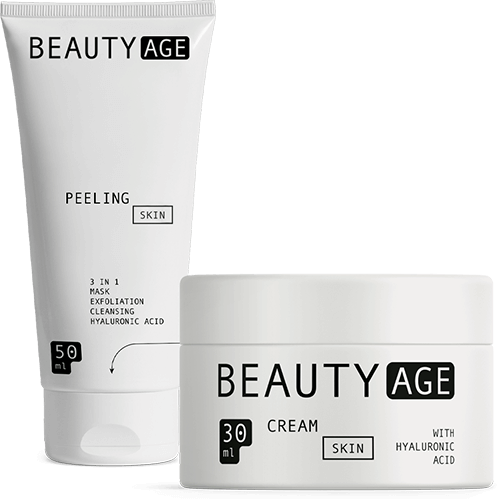 BEAUTY AGE
PEELING
SKIN
3 IN 1
MASK
EXFOLIATION
CLEANSING
HYALURONIC ACID
50
ml
BEAUTY AGE
30
ml
CREAM
SKIN
WITH
HYALURONIC
ACID